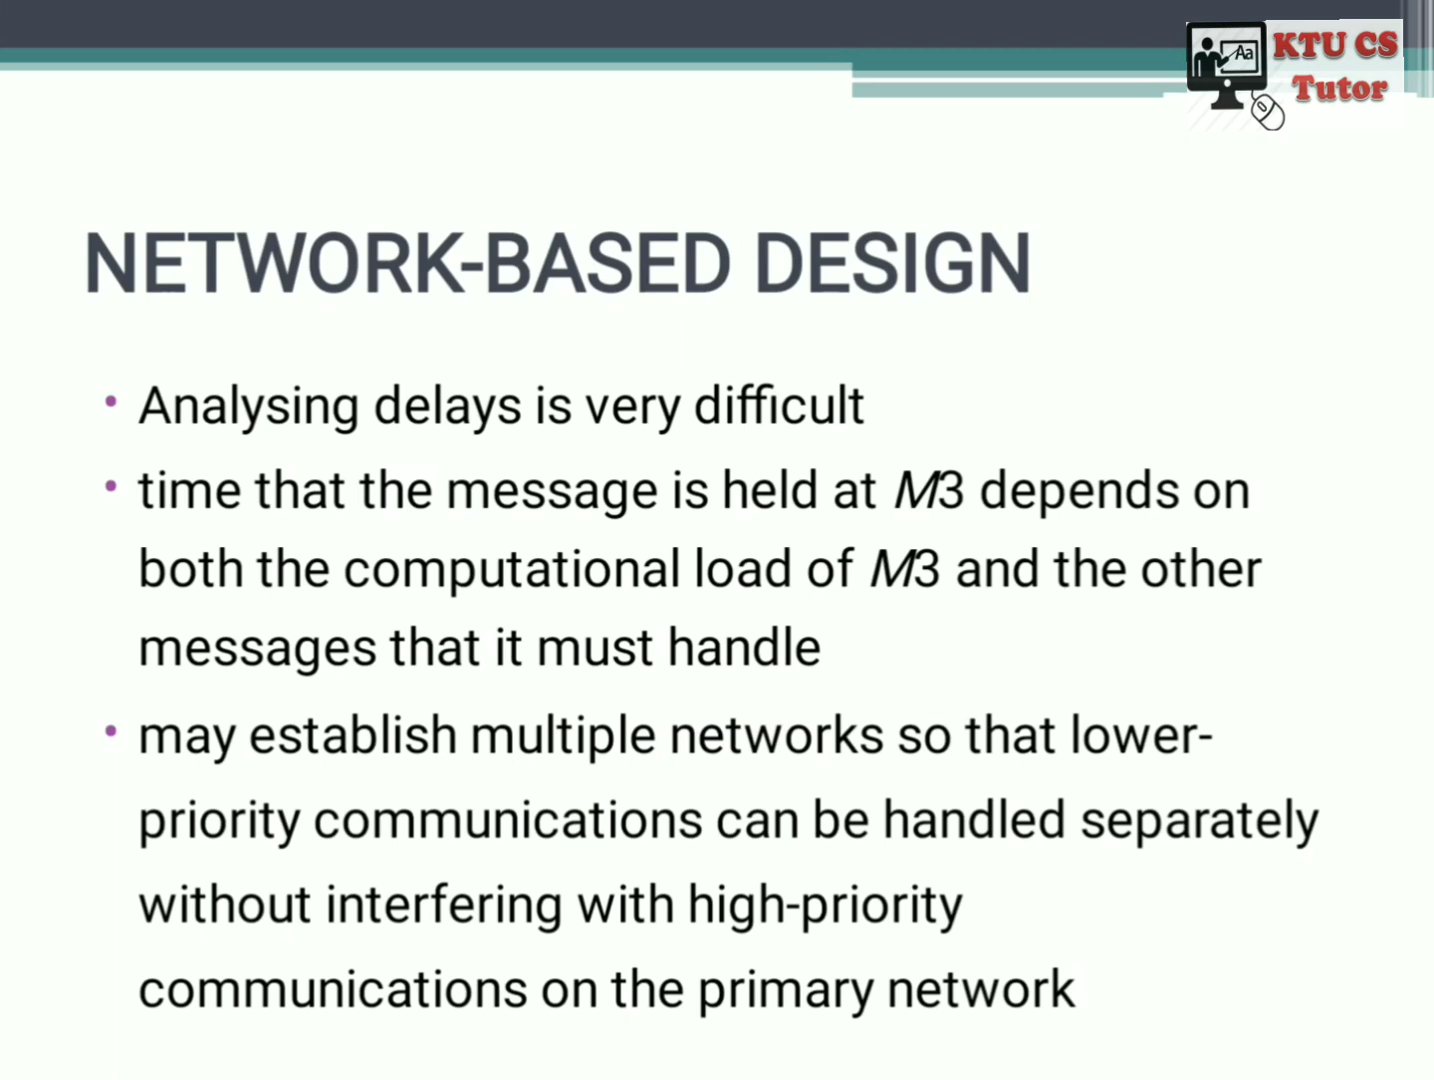 Aa
KTU CS
Tutor
NETWORK-BASED DESIGN
• Analysing delays is very difficult
• time that the message is held at M3 depends on
both the computational load of M3 and the other
messages that it must handle
• may establish multiple networks so that lower-
priority communications can be handled separately
without interfering with high-priority
communications on the primary network